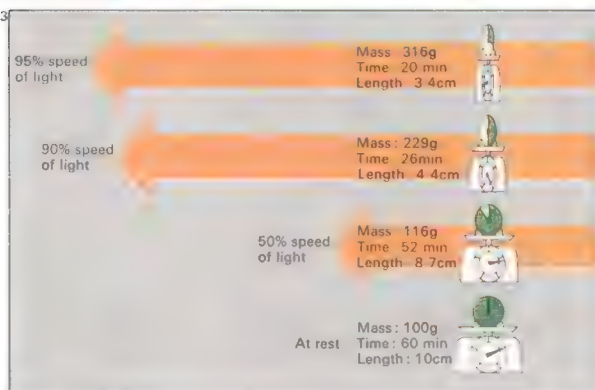 3
95% speed
of light
Mass 316g
Time 20 min
Length 3 4cm
90% speed
of light
Mass : 229g
Time 26min
Length 4 4cm
50% speed
of light
Mass 116g
Time 52 min
Length 8 7cm
At rest
Mass : 100g
Time : 60 min
Length : 10cm